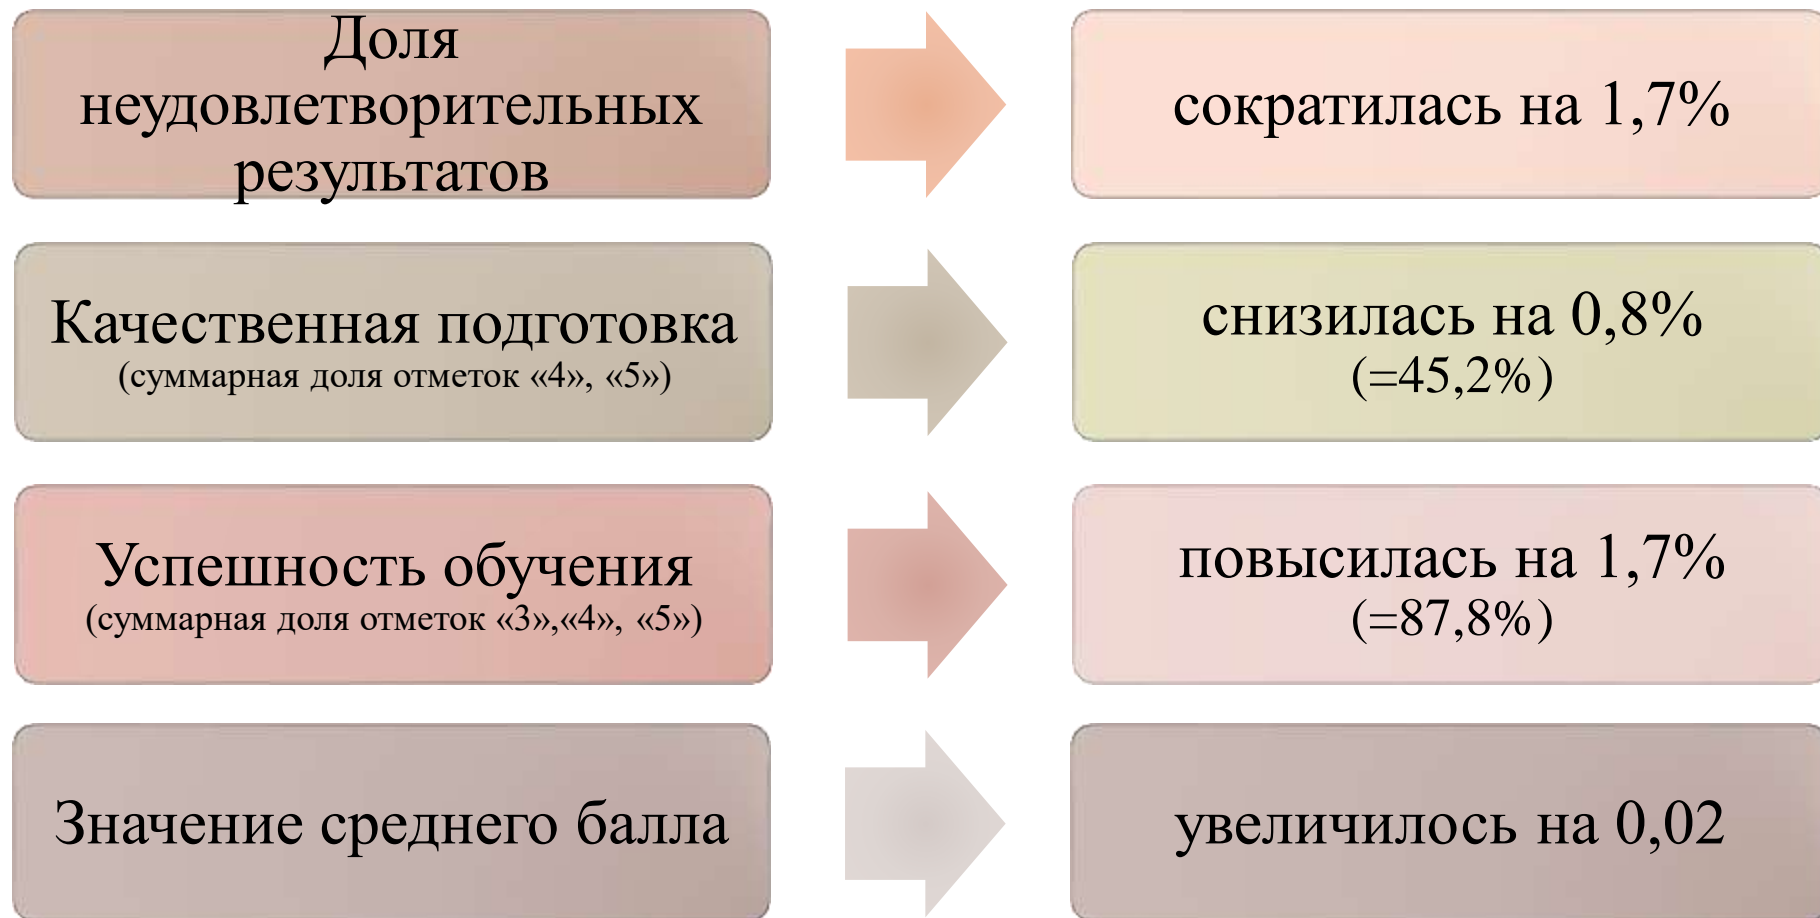 Доля
неудовлетворительных
результатов
сократилась на 1,7%
Качественная подготовка
(суммарная доля отметок «4», «5»)
снизилась на 0,8%
(=45,2%)
Успешность обучения
(суммарная доля отметок «3»,«4», «5»)
повысилась на 1,7%
(=87,8%)
Значение среднего балла
увеличилось на 0,02